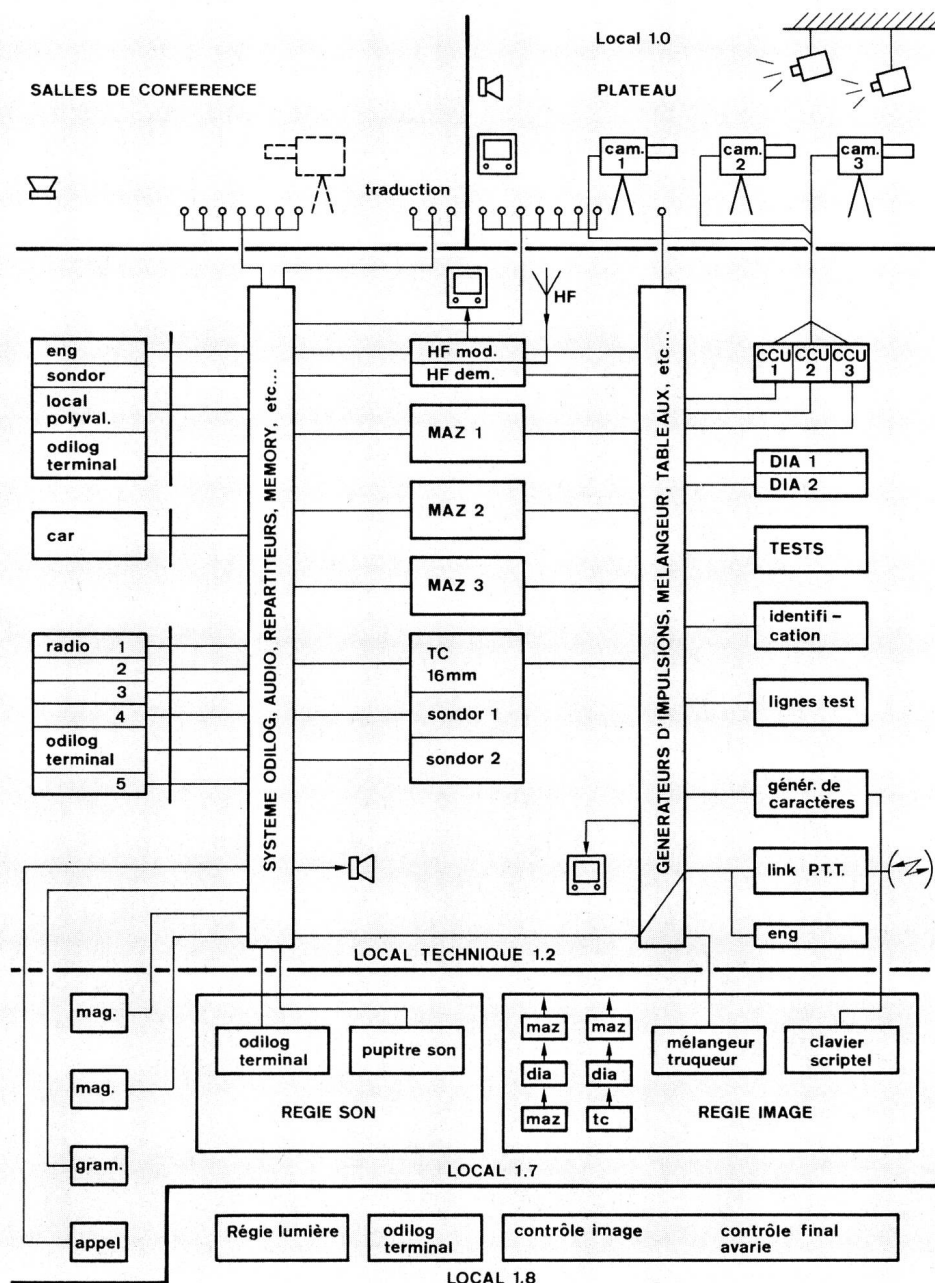 Local 1.0
SALLES DE CONFERENCE
PLATEAU
cam.
1
cam.
2
cam.
3
traduction
HF
eng
sondor
local
polyval.
odilog
terminal
car
radio 1
2
3
4
odilog
terminal
5
SYSTEME ODILOG, AUDIO, REPARTITEURS, MEMORY, etc...
HF mod.
HF dem.
MAZ 1
MAZ 2
MAZ 3
TC
16mm
sondor 1
sondor 2
GENERATEURS D'IMPULSIONS, MELANGEUR, TABLEAUX, etc...
CCU
1
CCU
2
CCU
3
DIA 1
DIA 2
TESTS
identifi -
cation
lignes test
génér. de
caractères
link P.T.T.
eng
LOCAL TECHNIQUE 1.2
mag.
mag.
gram.
appel
odilog
terminal
pupitre son
REGIE SON
maz
maz
dia
dia
maz
tc
mélangeur
truqueur
clavier
scriptel
REGIE IMAGE
LOCAL 1.7
Régie lumière
odilog
terminal
contrôle image
contrôle final
avarie
LOCAL 1.8